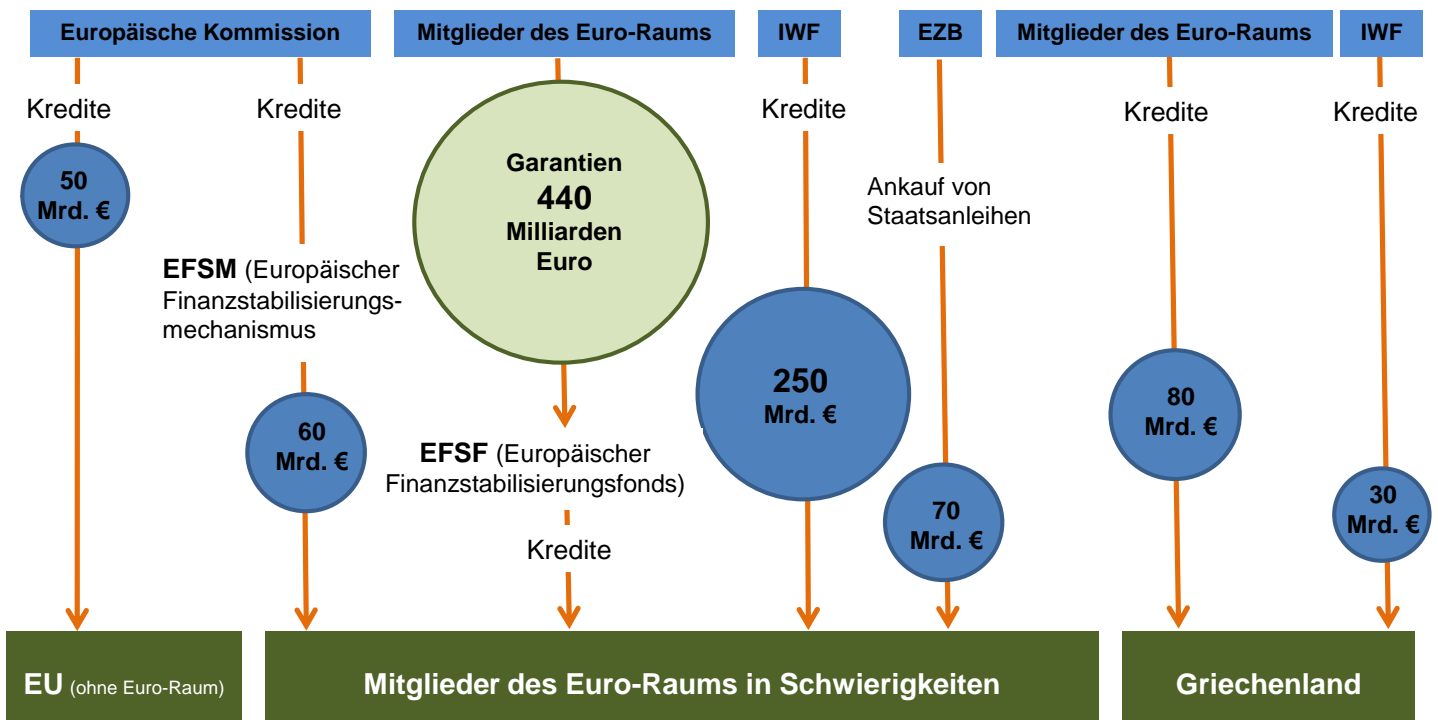 Europäische Kommission
Mitglieder des Euro-Raums
IWF
EZB
Mitglieder des Euro-Raums
IWF
Kredite
Kredite
Kredite
Kredite
Kredite
50
Mrd. €
EFSM (Europäischer
Finanzstabilisierungs-
mechanismus
60
Mrd. €
Garantien
440
Milliarden
Euro
EFSF (Europäischer
Finanzstabilisierungsfonds)
Kredite
250
Mrd. €
Ankauf von
Staatsanleihen
70
Mrd. €
80
Mrd. €
30
Mrd. €
EU (ohne Euro-Raum)
Mitglieder des Euro-Raums in Schwierigkeiten
Griechenland